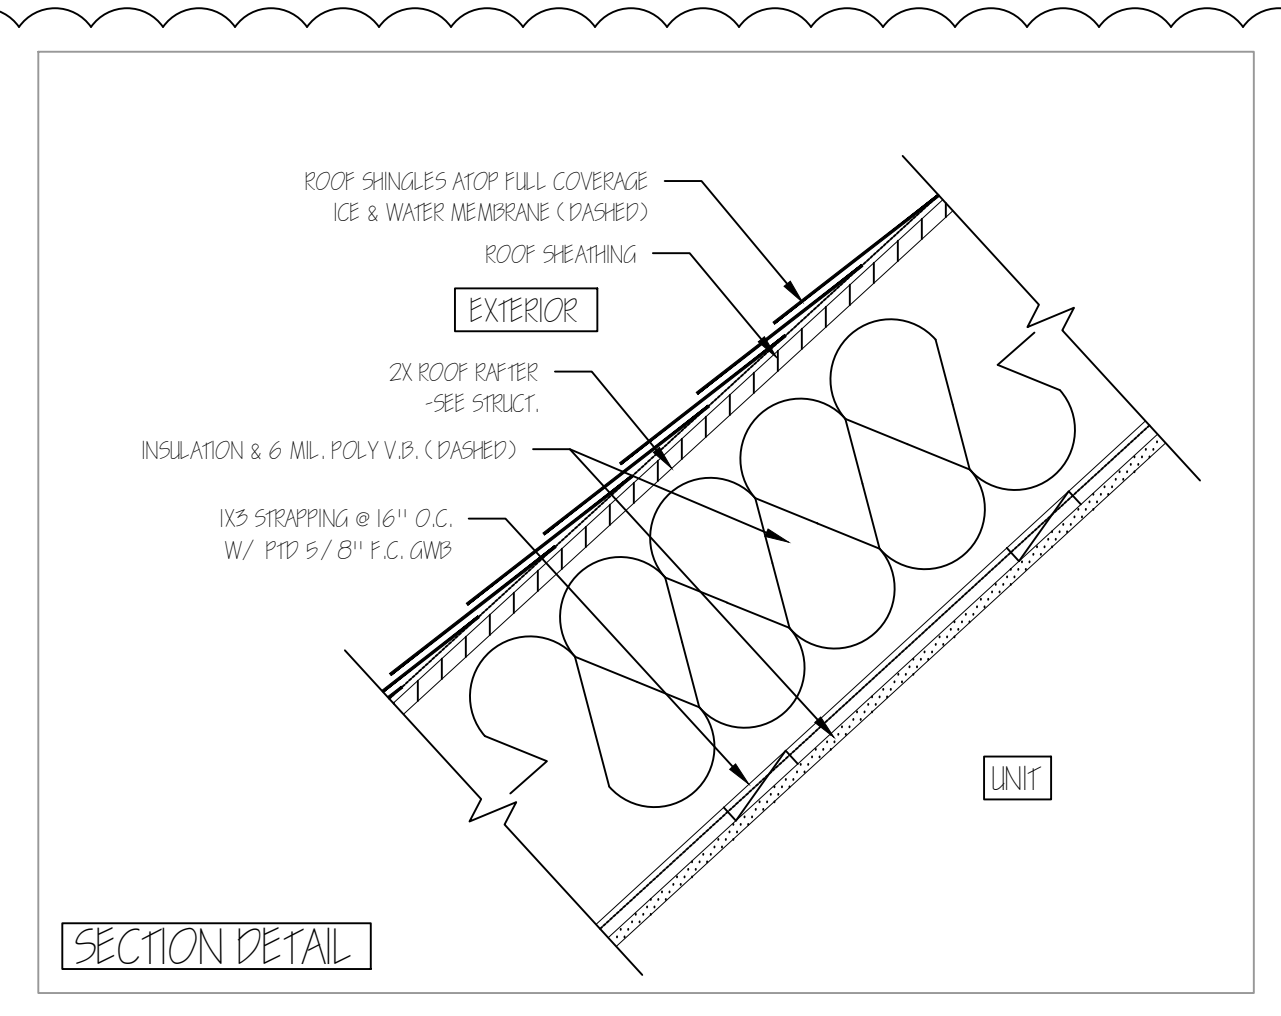 ROOF SHINGLES ATOP FULL COVERAGE
ICE & WATER MEMBRANE (DASHED)
ROOF SHEATHING
EXTERIOR
2X ROOF RAFTER
-SEE STRUCT.
INSULATION & 6 MIL. POLY V.B. (DASHED)
1X3 STRAPPING @ 16" O.C.
W/ PTD 5/8" F.C. GWB
UNIT
SECTION DETAIL